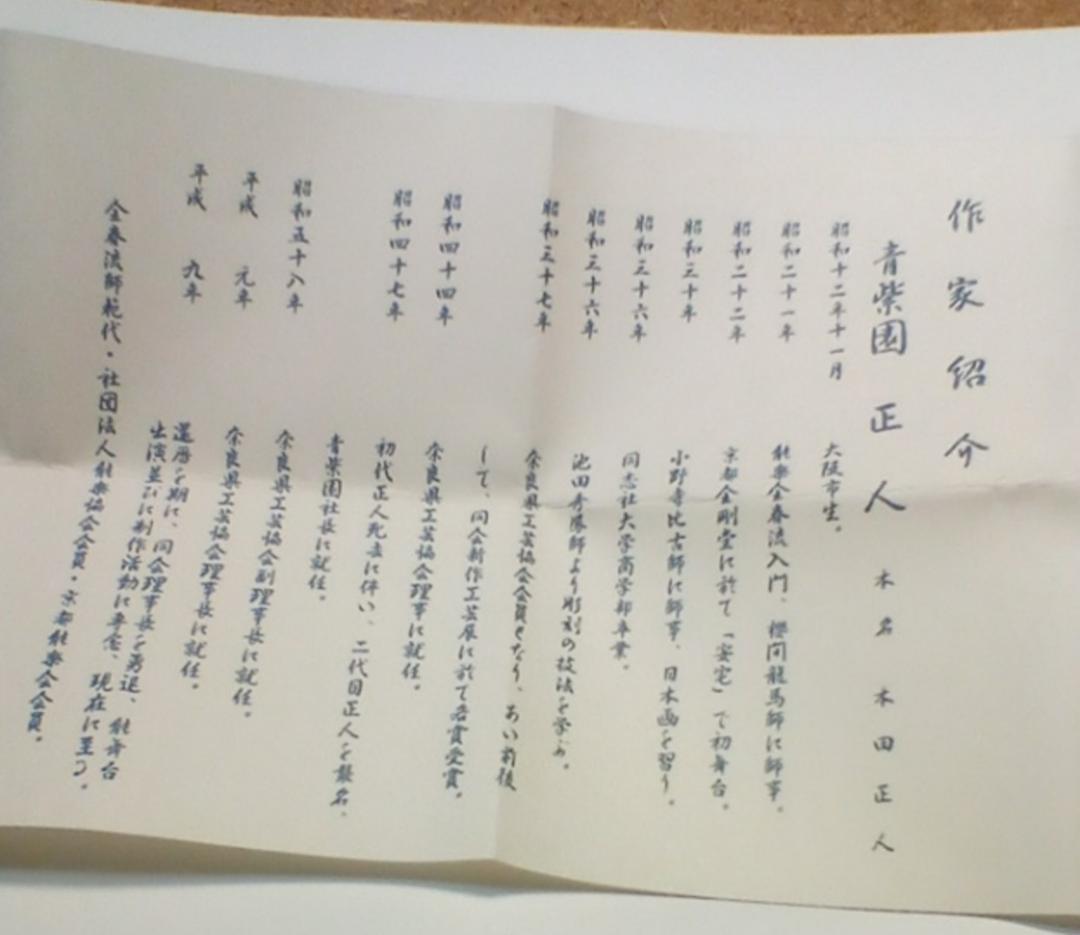 作家紹介
青柴園 正人 本名 本田正人
昭和十二年十一月 大阪市生。
昭和二十一年 能楽金春流入門、櫻間龍馬師に師事。
昭和二十二年 京都金剛堂に於て「安宅」で初舞台。
昭和三十年 小野寺比古師に師事、日本画を習う。
昭和三十六年 同志社大学商学部卒業。
昭和三十六年 池田 師より彫刻の技法を学ぶ。
昭和三十七年 奈良県工芸協会会員となり、あい前後
して、同会新作工芸展に於て各賞受賞。
昭和四十四年 奈良県工芸協会理事に就任。
昭和四十七年 初代正人死去に伴い、二代目正人を襲名。
青柴園社長に就任。
昭和五十八年 奈良県工芸協会副理事長に就任。
平成 元年 奈良県工芸協会理事長に就任。
平成 九年 還暦を期に、同会理事長を勇退、能舞台
出演並びに制作活動に専念、現在に至る。
金春流師範代・社団法人能楽協会会員・京都能楽会会員。